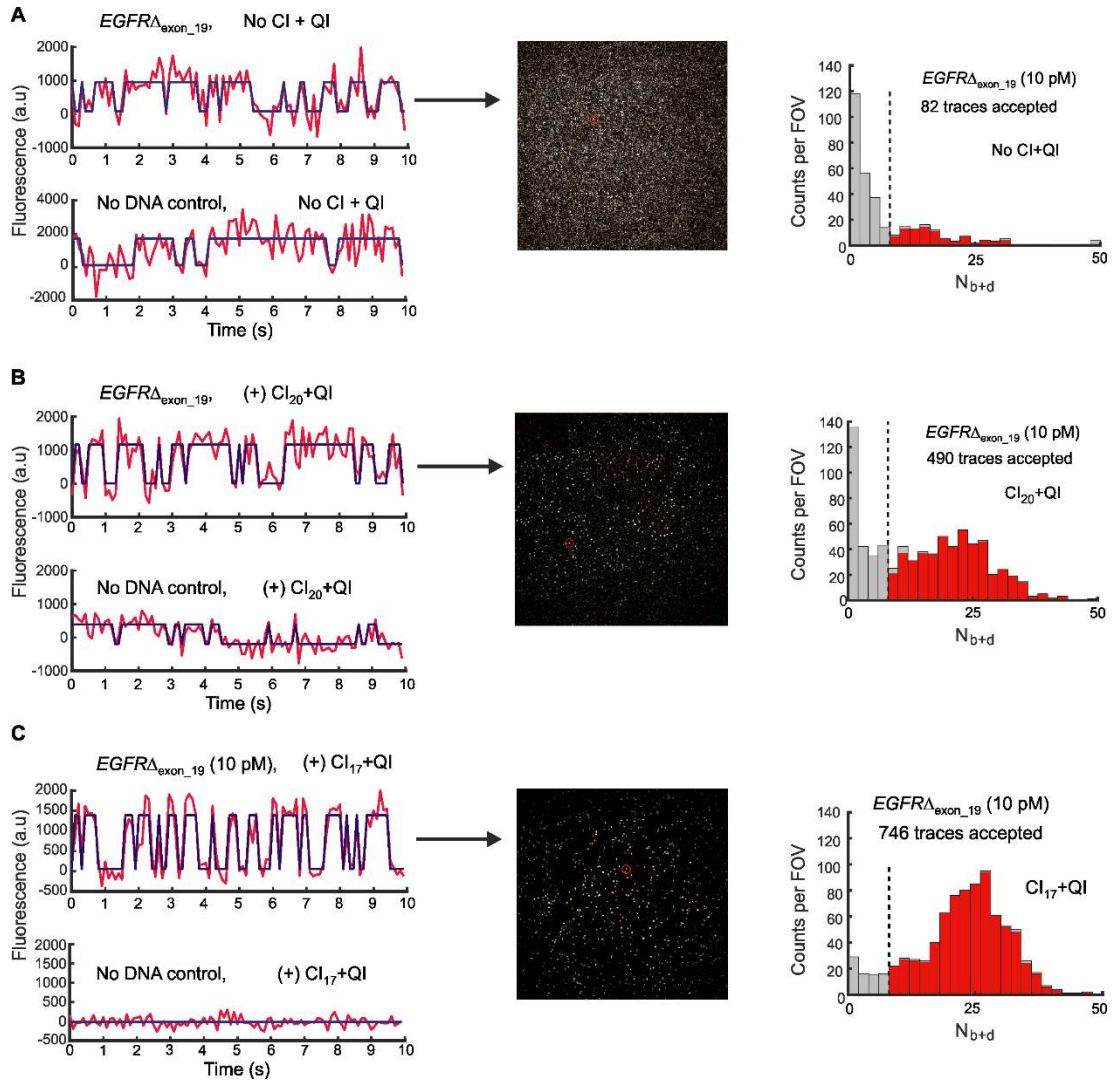 A
EGFRΔexon_19, No CI + QI
2000
1000
0
-1000
0 1 2 3 4 5 6 7 8 9 10
No DNA control, No CI + QI
4000
2000
0
-2000
0 1 2 3 4 5 6 7 8 9 10
Fluorescence (a.u)
Time (s)
140
120
100
80
60
40
20
0
EGFRΔexon_19 (10 pM)
82 traces accepted
No CI+QI
Counts per FOV
0 25 50
Nb+d
B
EGFRΔexon_19, (+) CI20+QI
2000
1000
0
-1000
0 1 2 3 4 5 6 7 8 9 10
No DNA control, (+) CI20+QI
2000
1000
0
-1000
0 1 2 3 4 5 6 7 8 9 10
Fluorescence (a.u)
Time (s)
140
120
100
80
60
40
20
0
EGFRΔexon_19 (10 pM)
490 traces accepted
CI20+QI
Counts per FOV
0 25 50
Nb+d
C
EGFRΔexon_19 (10 pM), (+) CI17+QI
2000
1500
1000
500
0
-500
0 1 2 3 4 5 6 7 8 9 10
No DNA control, (+) CI17+QI
2000
1500
1000
500
0
-500
0 1 2 3 4 5 6 7 8 9 10
Fluorescence (a.u)
Time (s)
EGFRΔexon_19 (10 pM)
746 traces accepted
140
120
100
80
60
40
20
0
CI17+QI
Counts per FOV
0 25 50
Nb+d